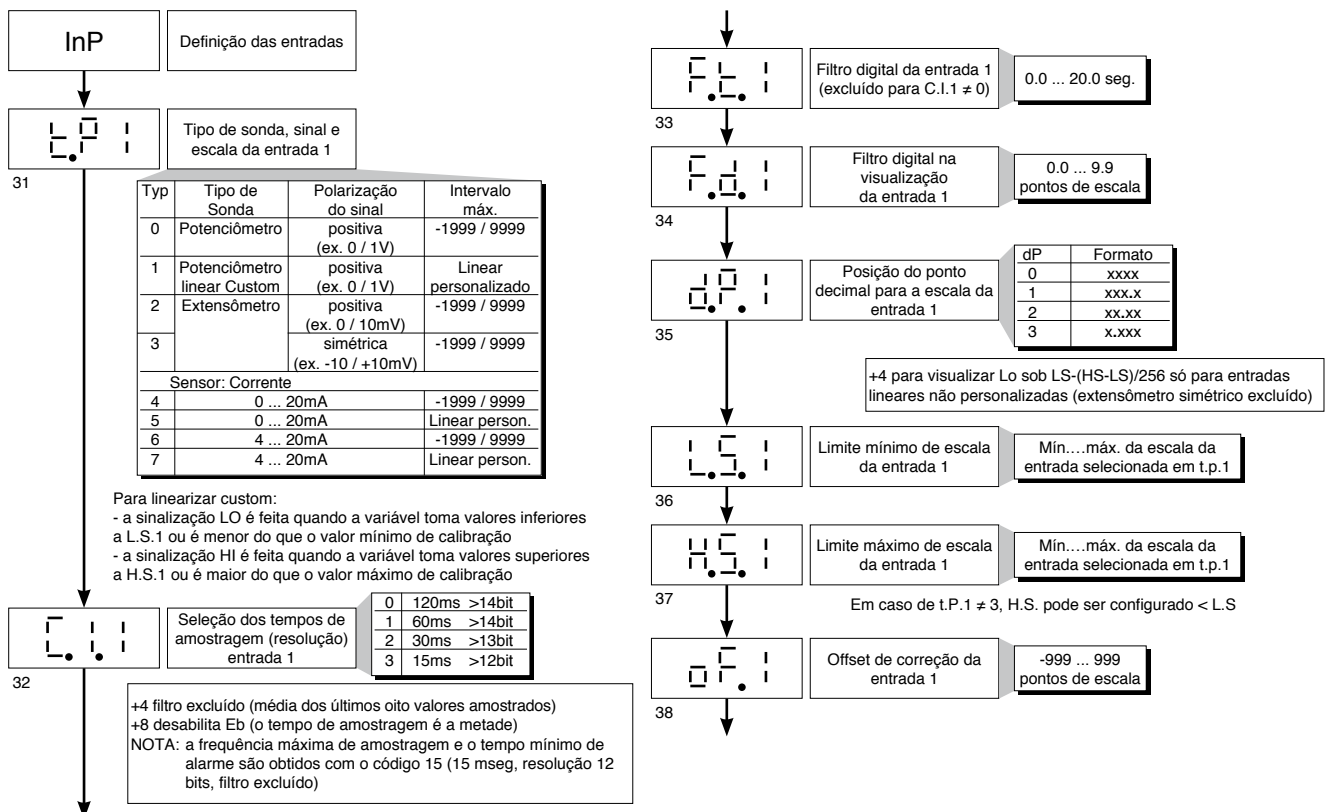 InP
Definição das entradas
t.P 1
Tipo de sonda, sinal e
escala da entrada 1
31
Typ Tipo de Sonda Polarização do sinal Intervalo máx.
0 Potenciômetro positiva (ex. 0 / 1V) -1999 / 9999
1 Potenciômetro linear Custom positiva (ex. 0 / 1V) Linear personalizado
2 Extensômetro positiva (ex. 0 / 10mV) -1999 / 9999
3 simétrica (ex. -10 / +10mV) -1999 / 9999
Sensor: Corrente
4 0 ... 20mA -1999 / 9999
5 0 ... 20mA Linear person.
6 4 ... 20mA -1999 / 9999
7 4 ... 20mA Linear person.
Para linearizar custom:
- a sinalização LO é feita quando a variável toma valores inferiores
a L.S.1 ou é menor do que o valor mínimo de calibração
- a sinalização HI é feita quando a variável toma valores superiores
a H.S.1 ou é maior do que o valor máximo de calibração
C.I.1
Seleção dos tempos de
amostragem (resolução)
entrada 1
0 120ms >14bit
1 60ms >14bit
2 30ms >13bit
3 15ms >12bit
32
+4 filtro excluído (média dos últimos oito valores amostrados)
+8 desabilita Eb (o tempo de amostragem é a metade)
NOTA: a frequência máxima de amostragem e o tempo mínimo de
alarme são obtidos com o código 15 (15 mseg, resolução 12
bits, filtro excluído)
F.t. 1
Filtro digital da entrada 1
(excluído para C.I.1 ≠ 0)
0.0 ... 20.0 seg.
33
F.d. 1
Filtro digital na
visualização
da entrada 1
0.0 ... 9.9
pontos de escala
34
d.P. 1
Posição do ponto
decimal para a escala da
entrada 1
dP Formato
0 xxxx
1 xxx.x
2 xx.xx
3 x.xxx
35
+4 para visualizar Lo sob LS-(HS-LS)/256 só para entradas
lineares não personalizadas (extensômetro simétrico excluído)
L.S. 1
Limite mínimo de escala
da entrada 1
Mín....máx. da escala da
entrada selecionada em t.p.1
36
H.S. 1
Limite máximo de escala
da entrada 1
Mín....máx. da escala da
entrada selecionada em t.p.1
37
Em caso de t.P.1 ≠ 3, H.S. pode ser configurado < L.S
oF. 1
Offset de correção da
entrada 1
-999 ... 999
pontos de escala
38